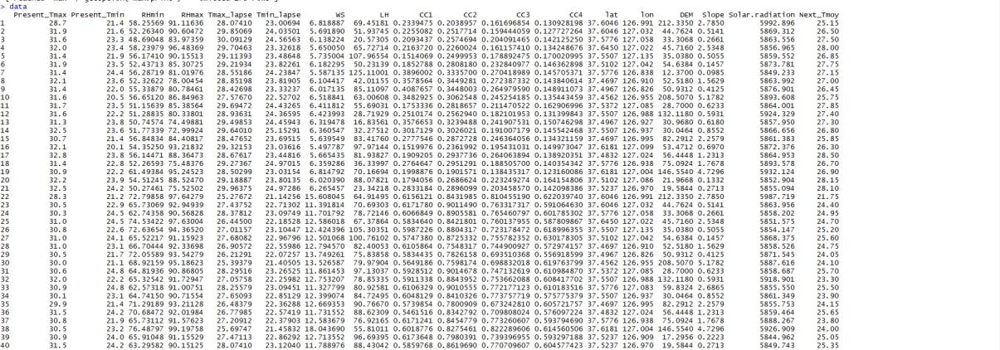 > data
Present_Tmax Present_Tmin RHmin RHmax Tmax_lapse Tmin_lapse WS LH CC1 CC2 CC3 CC4 lat lon DEM Slope Solar.radiation Next_Tmoy
1 28.7 21.4 58.25569 91.11636 28.07410 23.00694 6.818887 69.45181 0.2339475 0.2038957 0.161696854 0.130928198 37.6046 126.991 212.3350 2.7850 5992.896 25.15
2 31.9 21.6 52.26340 90.60472 29.85069 24.03501 5.691890 51.93745 0.2255082 0.2517714 0.159444039 0.127727264 37.6046 127.032 44.7624 0.5141 5869.312 26.50
3 31.6 23.3 48.69048 83.97359 30.09129 24.56563 6.138224 20.57305 0.2093437 0.2574694 0.204091465 0.142125250 37.5776 127.058 33.3068 0.2661 5863.556 27.50
4 32.0 23.4 58.23979 96.48369 29.70463 23.32618 5.650050 65.72714 0.2163720 0.2260024 0.161157410 0.134248676 37.6450 127.022 45.7160 2.5348 5856.965 28.00
5 31.4 21.9 56.17410 90.15513 29.11393 23.48648 5.735004 107.96554 0.1514069 0.2499953 0.178892475 0.170020995 37.5507 127.135 35.0380 0.5055 5859.552 26.85
6 31.9 23.5 52.43713 85.30725 29.21934 23.82261 6.182295 50.23139 0.1852788 0.2808180 0.232840977 0.146362898 37.5102 127.042 54.6384 0.1457 5873.781 27.75
7 31.4 24.4 56.28719 81.01976 28.55186 24.23847 5.587135 125.11001 0.3896002 0.3335700 0.270418989 0.145705371 37.5776 126.838 12.3700 0.0985 5849.233 27.15
8 32.1 23.6 52.32622 78.00454 28.85198 23.81905 6.104417 42.01155 0.3578564 0.3449281 0.272387332 0.143840614 37.4697 126.910 52.5180 1.5629 5863.992 27.00
9 31.4 22.0 55.33879 80.78461 28.42698 23.33237 6.017135 85.11097 0.4087657 0.3448003 0.264979590 0.148911073 37.4967 126.826 50.9312 0.4125 5876.901 26.45
10 31.6 20.5 56.65120 86.84963 27.57670 22.52702 6.518841 63.00608 0.3482925 0.3062548 0.245254185 0.135443459 37.5507 126.937 208.5070 5.1782 5893.608 25.75
11 31.7 23.5 51.15639 85.38564 29.69472 24.43265 6.411812 55.69031 0.1753336 0.2818657 0.211470522 0.162906996 37.5372 127.085 28.7000 0.6233 5864.001 27.85
12 31.6 22.2 51.28835 80.33801 28.93631 24.36595 6.423993 28.71929 0.2510174 0.2562940 0.182101953 0.131399843 37.5507 126.988 132.1180 0.5931 5924.329 27.40
13 31.3 23.8 50.74574 74.49881 29.49853 24.45943 6.319478 16.83561 0.3576653 0.3239488 0.241907531 0.150746308 37.4967 126.927 30.9680 0.6180 5857.950 27.30
14 32.5 23.6 51.77339 72.99924 29.64010 25.15291 6.360547 32.27512 0.3017129 0.3026021 0.191007179 0.145542468 37.5507 126.937 30.0464 0.8552 5866.656 26.80
15 30.7 21.4 56.84834 84.40817 28.47652 23.69515 5.639549 83.41760 0.2777546 0.2872728 0.246364056 0.134321159 37.4697 126.995 82.2912 2.2579 5861.383 25.85
16 32.1 20.1 54.35250 93.21832 29.32153 23.03616 5.497787 97.97144 0.1519976 0.2361992 0.195431031 0.149973047 37.6181 127.099 53.4712 0.6970 5872.376 26.30
17 32.8 23.8 56.14471 88.36473 28.67617 23.44816 5.665435 81.93827 0.1909205 0.2937736 0.264063894 0.138920351 37.4832 127.024 56.4448 1.2313 5864.953 28.50
18 31.4 22.8 52.26593 75.48376 29.27367 24.97015 6.359286 36.33997 0.2764647 0.2951291 0.188505700 0.140354342 37.5776 127.024 75.0924 1.7678 5893.578 26.70
19 30.9 22.2 61.49384 95.24523 28.50299 23.03154 6.814792 70.16694 0.1998876 0.1981571 0.138435317 0.123160086 37.6181 127.004 146.5540 4.7296 5932.124 26.90
20 33.2 23.9 54.51245 88.52470 29.18887 23.80135 6.020390 88.07821 0.1794056 0.2686624 0.223249274 0.164154806 37.5102 127.086 21.9668 0.1332 5852.904 28.15
21 32.5 24.2 50.27461 75.52502 29.96375 24.97286 6.265457 23.34218 0.2833184 0.2896099 0.203458570 0.142098386 37.5237 126.970 19.5844 0.2713 5855.094 28.10
22 28.3 21.2 72.79858 97.64279 25.27672 21.14256 15.608045 64.91495 0.6156121 0.8431985 0.810455190 0.622039740 37.6046 126.991 212.3350 2.7850 5987.719 21.75
23 30.5 22.9 65.73069 92.94939 27.43752 22.71302 11.391814 70.69303 0.6171780 0.9011490 0.763317317 0.591064630 37.6046 127.032 44.7624 0.5141 5863.956 24.40
24 30.3 24.5 62.74358 90.56828 28.37812 23.09749 11.701792 78.72146 0.6066849 0.8905581 0.765460797 0.601785302 37.5776 127.058 33.3068 0.2661 5858.202 24.95
25 31.0 24.5 74.53422 97.63004 26.44500 22.18528 12.586018 67.37864 0.5834640 0.8421801 0.760137955 0.587809867 37.6450 127.022 45.7160 2.5348 5851.575 24.70
26 30.8 22.6 72.63654 94.36520 27.01157 23.10447 12.424396 105.30351 0.5987226 0.8804317 0.723178472 0.618996355 37.5507 127.135 35.0380 0.5055 5854.147 25.20
27 31.0 24.1 65.52217 91.15923 27.68082 22.96796 12.501068 100.76102 0.5747380 0.8725332 0.755782352 0.630178305 37.5102 127.042 54.6384 0.1457 5868.375 25.60
28 31.0 23.1 66.70444 92.33698 26.90572 22.55986 12.794570 82.40053 0.6105864 0.7548317 0.744900927 0.572974157 37.4697 126.910 52.5180 1.5629 5858.526 24.75
29 30.5 21.7 72.05589 93.54279 26.21291 22.07257 13.749261 75.83858 0.5834435 0.7826158 0.693510368 0.556918599 37.4967 126.826 50.9312 0.4125 5871.545 24.05
30 30.0 21.1 68.92159 95.18623 25.39379 21.40505 13.526587 79.97904 0.5649186 0.7598174 0.698832018 0.619763799 37.4562 126.955 208.5070 5.1782 5887.616 24.10
31 30.6 24.8 64.81936 90.86805 28.29516 23.26525 11.861453 97.13037 0.5928512 0.9014678 0.747132619 0.610984870 37.5372 127.085 28.7000 0.6233 5858.687 25.70
32 32.0 22.2 65.32542 91.72947 27.05758 22.25982 12.753207 78.85335 0.5911338 0.8843952 0.753662088 0.608417702 37.5507 126.988 132.1180 0.5931 5918.901 23.30
33 30.9 24.8 62.57318 91.00751 28.25579 23.09451 11.327799 80.92581 0.6106329 0.9010555 0.772177123 0.610183516 37.5776 127.083 59.8324 2.6865 5855.550 25.50
34 30.1 23.1 64.74150 90.71554 27.65093 22.85129 12.399074 84.72495 0.6048129 0.8410326 0.773757719 0.575775379 37.5507 126.937 30.0464 0.8552 5861.349 23.90
35 29.9 21.4 71.29189 93.21128 26.48379 22.36288 12.669353 90.76670 0.5739854 0.7800909 0.673242810 0.605721757 37.4697 126.995 82.2912 2.2579 5855.753 24.15
36 31.5 24.2 70.68472 92.01984 26.77985 22.57419 11.732551 88.62309 0.5461516 0.8342792 0.709808024 0.576097224 37.4832 127.024 56.4448 1.2313 5859.464 25.65
37 30.8 21.9 65.73112 91.57623 27.20912 22.37903 12.583679 76.92165 0.6171241 0.8454779 0.773260607 0.593794690 37.5776 126.938 75.0924 1.7678 5888.267 23.80
38 30.5 23.2 76.48797 99.19758 25.69747 21.45832 18.043690 55.81011 0.6018776 0.8275461 0.822289606 0.614560506 37.6181 127.004 146.5540 4.7296 5926.909 24.00
39 30.9 24.0 65.91048 91.15529 27.47113 22.86292 12.713552 96.69395 0.6173648 0.7980391 0.739396955 0.593297188 37.5237 126.909 17.2956 0.2223 5844.962 25.05
40 31.5 24.2 63.29582 90.15125 28.07410 23.12040 11.788976 88.43042 0.5859768 0.8619690 0.770709607 0.604577423 37.5237 126.970 19.5844 0.2713 5849.743 25.35